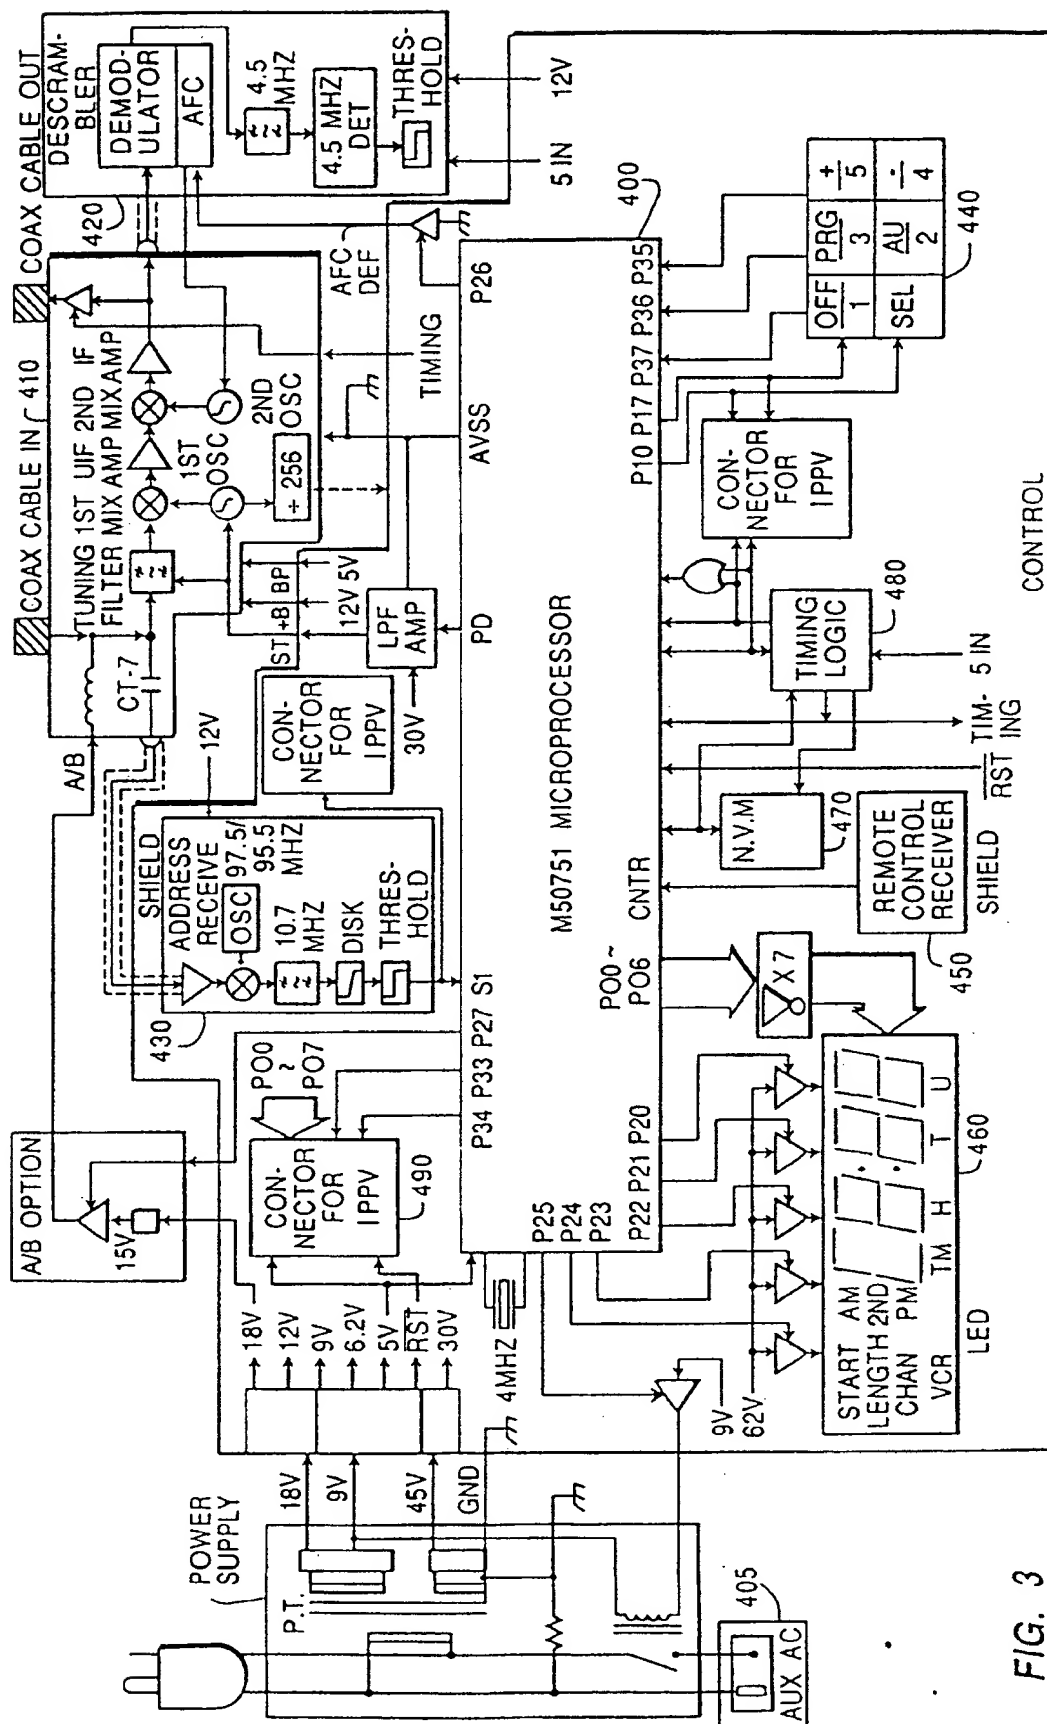 COAX CABLE IN
COAX CABLE OUT
410
420
A/B OPTION
15V
A/B
CT-7
TUNING 1ST UIF 2ND IF
FILTER MIX AMP MIX AMP
1ST
OSC
2ND
OSC
÷ 256
DESCRAM-
BLER
DEMOD-
ULATOR
AFC
4.5
MHZ
4.5 MHZ
DET
THRES-
HOLD
5 IN
12V
AFC
DEF
TIMING
ST +B BP
12V 5V
LPF
AMP
30V
12V
SHIELD
ADDRESS
RECEIVE
OSC
97.5/
95.5
MHZ
10.7
MHZ
DISK
THRES-
HOLD
430
CON-
NECTOR
FOR
IPPV
PO0
~
PO7
CON-
NECTOR
FOR
IPPV
490
POWER
SUPPLY
P.T.
18V
9V
45V
GND
18V
12V
9V
6.2V
5V
RST
30V
4MHZ
405
AUX AC
P34 P33 P27 S1
PD
AVSS
P26
M50751 MICROPROCESSOR
400
P25
P24
P23
P22 P21 P20
PO0~
PO6
CNTR
P10 P17 P37 P36 P35
9V
62V
X 7
START AM
LENGTH 2ND
CHAN PM
VCR TM H T U
LED
460
REMOTE
CONTROL
RECEIVER
450
SHIELD
N.V.M
470
RST
TIM-
ING
5 IN
TIMING
LOGIC
480
CON-
NECTOR
FOR
IPPV
OFF PRG +
1 3 5
SEL AU ÷
2 4
440
CONTROL
FIG. 3